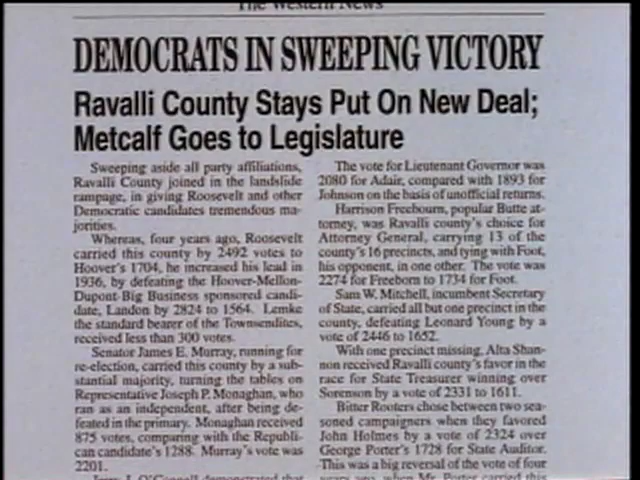 The Western News
DEMOCRATS IN SWEEPING VICTORY
Ravalli County Stays Put On New Deal;
Metcalf Goes to Legislature
Sweeping aside all party affiliations,
Ravalli County joined in the landslide
rampage, in giving Roosevelt and other
Democratic candidates tremendous ma-
jorities.
Whereas, four years ago, Roosevelt
carried this county by 2492 votes to
Hoover's 1704, he increased his lead in
1936, by defeating the Hoover-Mellon-
Dupont-Big Business sponsored candi-
date, Landon by 2824 to 1564. Lemke
the standard bearer of the Townsendites,
received less than 300 votes.
Senator James E. Murray, running for
re-election, carried this county by a sub-
stantial majority, turning the tables on
Representative Joseph P. Monaghan, who
ran as an independent, after being de-
feated in the primary. Monaghan received
875 votes, comparing with the Republi-
can candidate's 1288. Murray's vote was
2201.
Jerry J. O'Connell demonstrated that
The vote for Lieutenant Governor was
2080 for Adair, compared with 1893 for
Johnson on the basis of unofficial returns.
Harrison Freebourn, popular Butte at-
torney, was Ravalli county's choice for
Attorney General, carrying 13 of the
county's 16 precincts, and tying with Foot,
his opponent, in one other. The vote was
2274 for Freeborn to 1734 for Foot.
Sam W. Mitchell, incumbent Secretary
of State, carried all but one precinct in the
county, defeating Leonard Young by a
vote of 2446 to 1652.
With one precinct missing, Alta Shan-
non received Ravalli county's favor in the
race for State Treasurer winning over
Sorenson by a vote of 2331 to 1611.
Bitter Rooters chose between two sea-
soned campaigners when they favored
John Holmes by a vote of 2324 over
George Porter's 1728 for State Auditor.
This was a big reversal of the vote of four
years ago, when Mr. Porter carried this